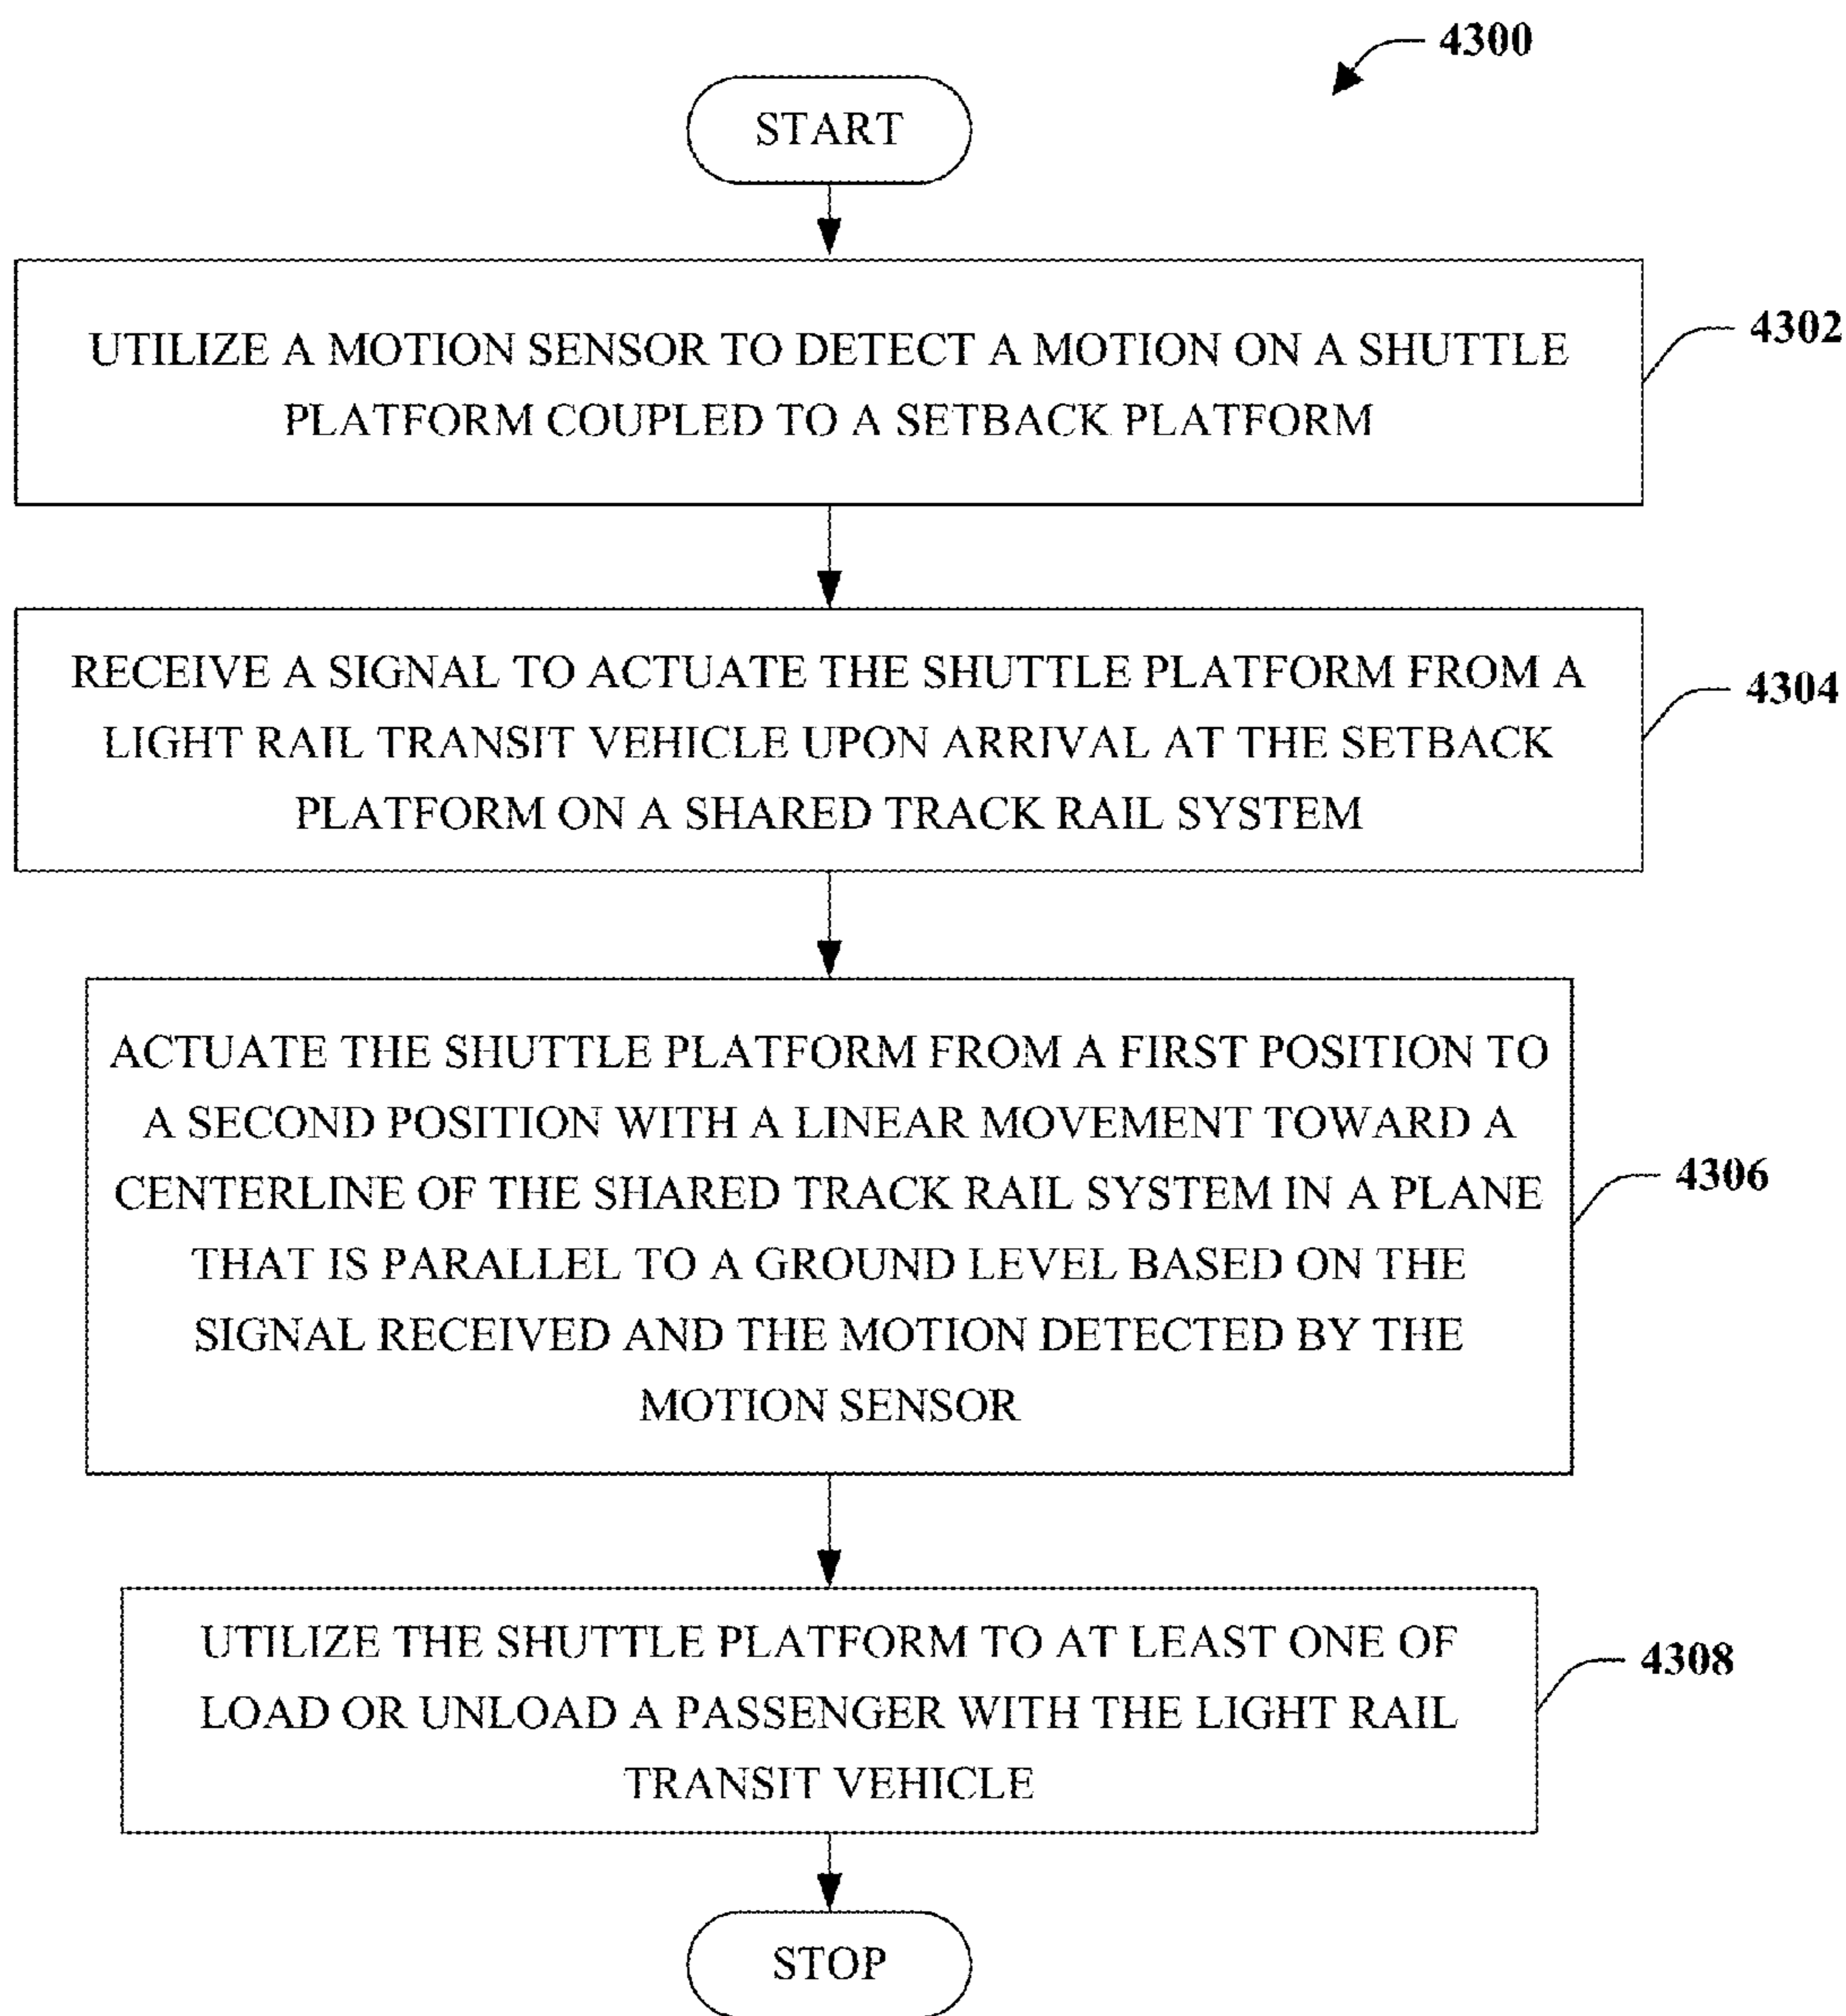 4300
START
UTILIZE A MOTION SENSOR TO DETECT A MOTION ON A SHUTTLE
PLATFORM COUPLED TO A SETBACK PLATFORM
4302
RECEIVE A SIGNAL TO ACTUATE THE SHUTTLE PLATFORM FROM A
LIGHT RAIL TRANSIT VEHICLE UPON ARRIVAL AT THE SETBACK
PLATFORM ON A SHARED TRACK RAIL SYSTEM
4304
ACTUATE THE SHUTTLE PLATFORM FROM A FIRST POSITION TO
A SECOND POSITION WITH A LINEAR MOVEMENT TOWARD A
CENTERLINE OF THE SHARED TRACK RAIL SYSTEM IN A PLANE
THAT IS PARALLEL TO A GROUND LEVEL BASED ON THE
SIGNAL RECEIVED AND THE MOTION DETECTED BY THE
MOTION SENSOR
4306
UTILIZE THE SHUTTLE PLATFORM TO AT LEAST ONE OF
LOAD OR UNLOAD A PASSENGER WITH THE LIGHT RAIL
TRANSIT VEHICLE
4308
STOP